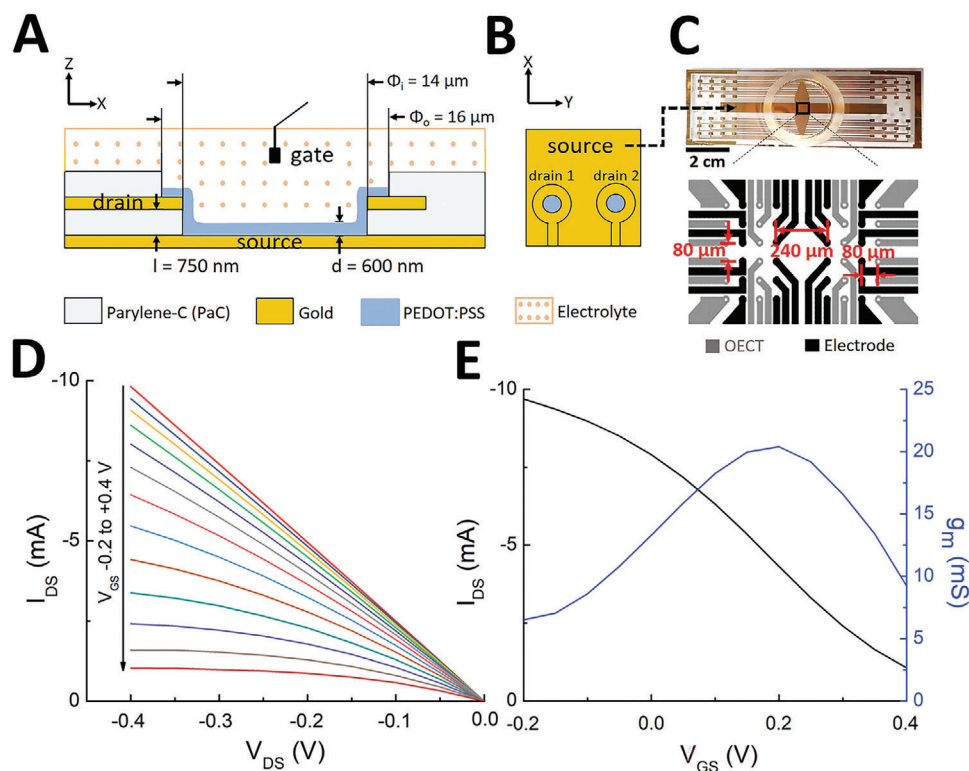 A
Z
X
Φi = 14 μm
Φo = 16 μm
gate
drain
source
l = 750 nm
d = 600 nm
Parylene-C (PaC)
Gold
PEDOT:PSS
Electrolyte
B
X
Y
source
drain 1
drain 2
C
2 cm
80 μm
240 μm
80 μm
OECT
Electrode
D
-10
-5
0
IDS (mA)
VGS -0.2 to +0.4 V
-0.4
-0.3
-0.2
-0.1
0.0
VDS (V)
E
-10
-5
0
IDS (mA)
25
20
15
10
5
0
gm (mS)
-0.2
0.0
0.2
0.4
VGS (V)